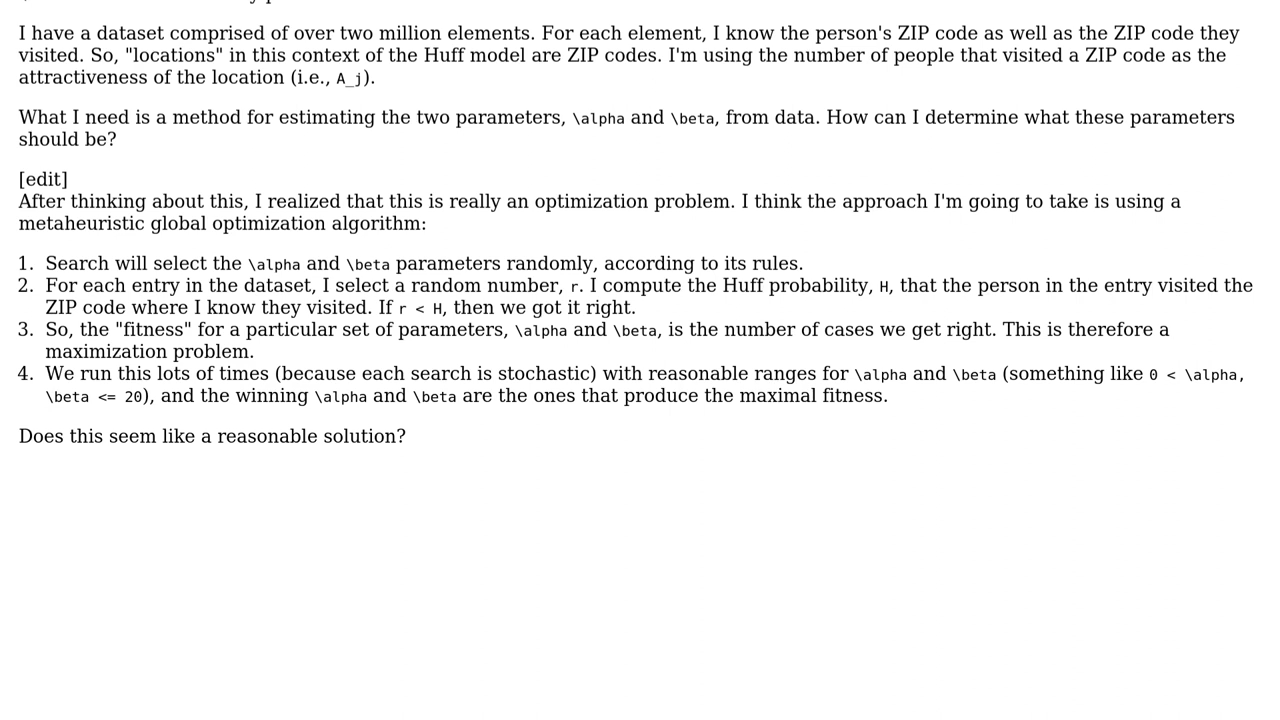 I have a dataset comprised of over two million elements. For each element, I know the person's ZIP code as well as the ZIP code they
visited. So, "locations" in this context of the Huff model are ZIP codes. I'm using the number of people that visited a ZIP code as the
attractiveness of the location (i.e., A_j).
What I need is a method for estimating the two parameters, \alpha and \beta, from data. How can I determine what these parameters
should be?
[edit]
After thinking about this, I realized that this is really an optimization problem. I think the approach I'm going to take is using a
metaheuristic global optimization algorithm:
1. Search will select the \alpha and \beta parameters randomly, according to its rules.
2. For each entry in the dataset, I select a random number, r. I compute the Huff probability, H, that the person in the entry visited the
ZIP code where I know they visited. If r < H, then we got it right.
3. So, the "fitness" for a particular set of parameters, \alpha and \beta, is the number of cases we get right. This is therefore a
maximization problem.
4. We run this lots of times (because each search is stochastic) with reasonable ranges for \alpha and \beta (something like 0 < \alpha,
\beta <= 20), and the winning \alpha and \beta are the ones that produce the maximal fitness.
Does this seem like a reasonable solution?